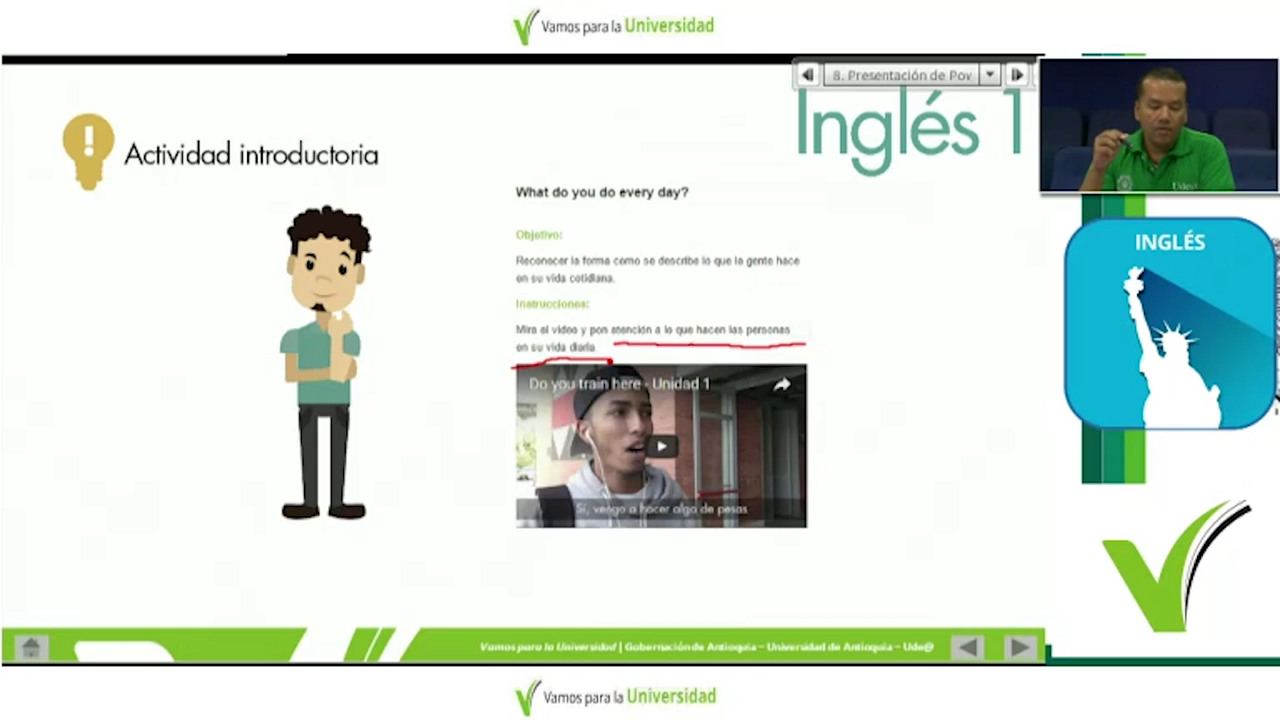 Vamos para la Universidad
8. Presentación de Pov
Inglés 1
Actividad introductoria
What do you do every day?
Objetivo:
Reconocer la forma como se describe lo que la gente hace
en su vida cotidiana.
Instrucciones:
Mira el video y pon atención a lo que hacen las personas
en su vida diaria
Do you train here - Unidad 1
Sí, vengo a hacer algo de pesas
INGLÉS
Vamos para la Universidad | Gobernación de Antioquia – Universidad de Antioquia – Ude@
Vamos para la Universidad